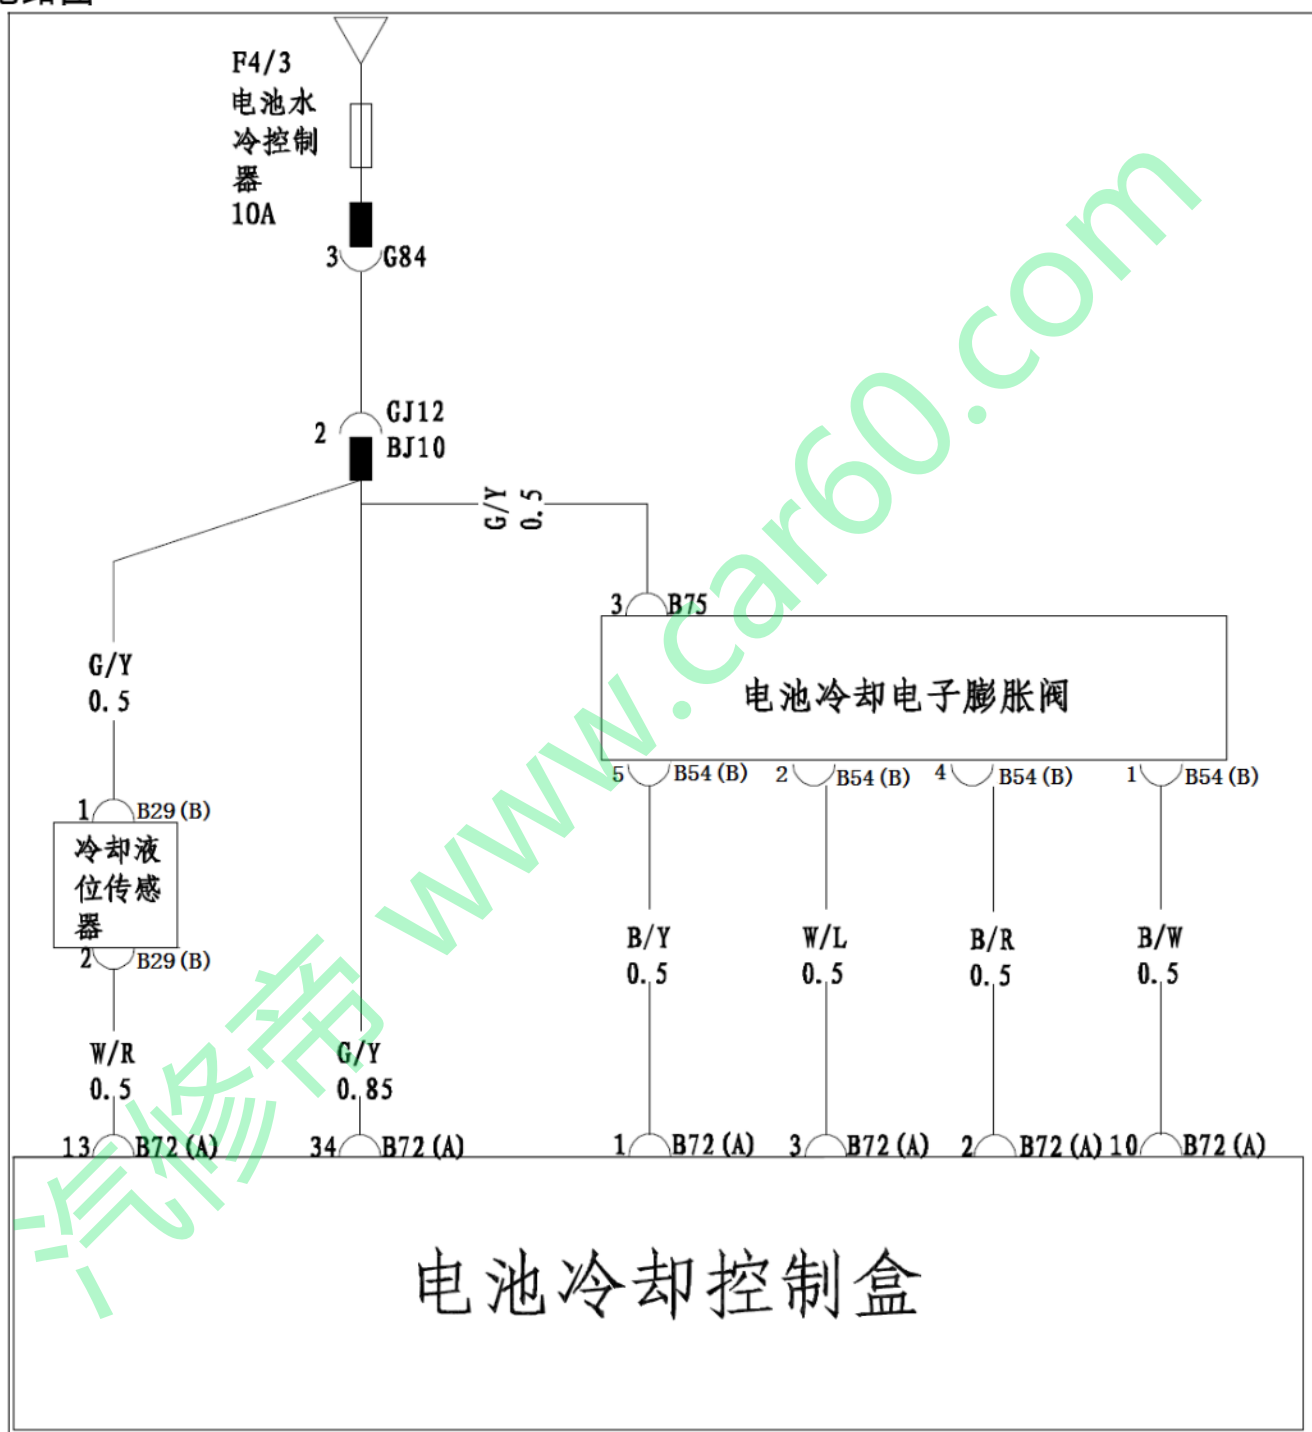 电路图
F4/3
电池水
冷控制
器
10A
3 G84
GJ12
2
BJ10
G/Y
0.5
3 B75
电池冷却电子膨胀阀
G/Y
0.5
5 B54(B) 2 B54(B) 4 B54(B) 1 B54(B)
1 B29(B)
冷却液
位传感
器
2 B29(B)
B/Y W/L B/R B/W
0.5 0.5 0.5 0.5
W/R G/Y
0.5 0.85
13 B72(A) 34 B72(A) 1 B72(A) 3 B72(A) 2 B72(A) 10 B72(A)
电池冷却控制盒
汽修帝 www.car60.com